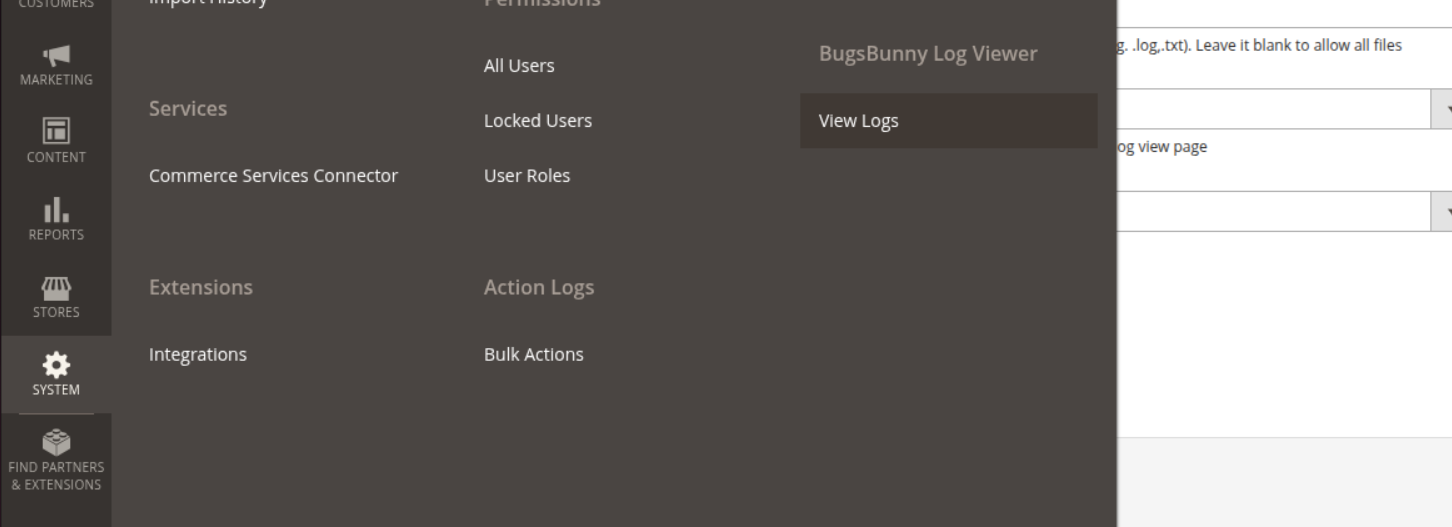 CUSTOMERS
MARKETING
CONTENT
REPORTS
STORES
SYSTEM
FIND PARTNERS
& EXTENSIONS
Import History
Services
Commerce Services Connector
Extensions
Integrations
Permissions
All Users
Locked Users
User Roles
Action Logs
Bulk Actions
BugsBunny Log Viewer
View Logs
g. .log,.txt). Leave it blank to allow all files
og view page